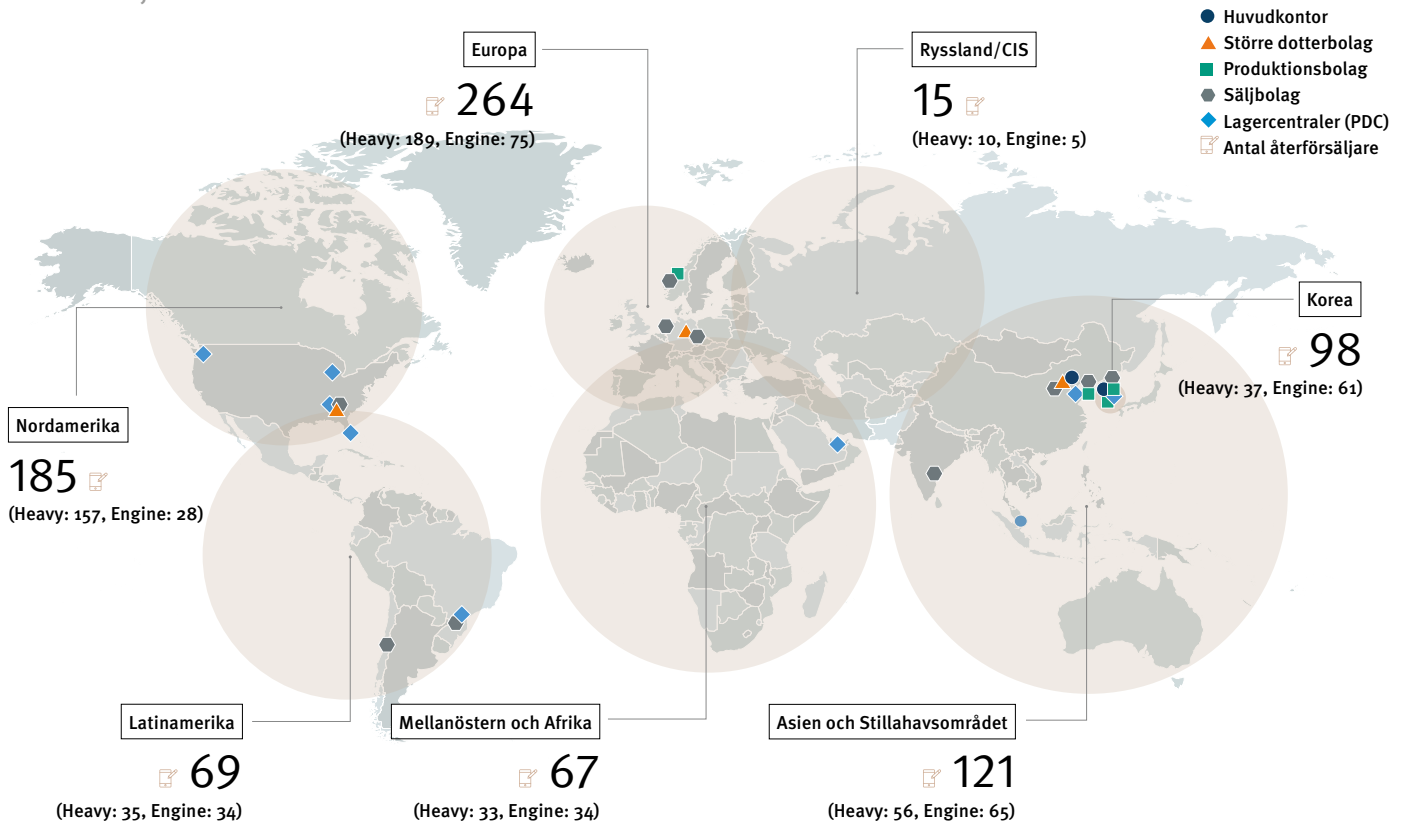 Huvudkontor
Större dotterbolag
Produktionsbolag
Säljbolag
Lagercentraler (PDC)
Antal återförsäljare
Europa
264
(Heavy: 189, Engine: 75)
Ryssland/CIS
15
(Heavy: 10, Engine: 5)
Korea
98
(Heavy: 37, Engine: 61)
Nordamerika
185
(Heavy: 157, Engine: 28)
Latinamerika
69
(Heavy: 35, Engine: 34)
Mellanöstern och Afrika
67
(Heavy: 33, Engine: 34)
Asien och Stillahavsområdet
121
(Heavy: 56, Engine: 65)